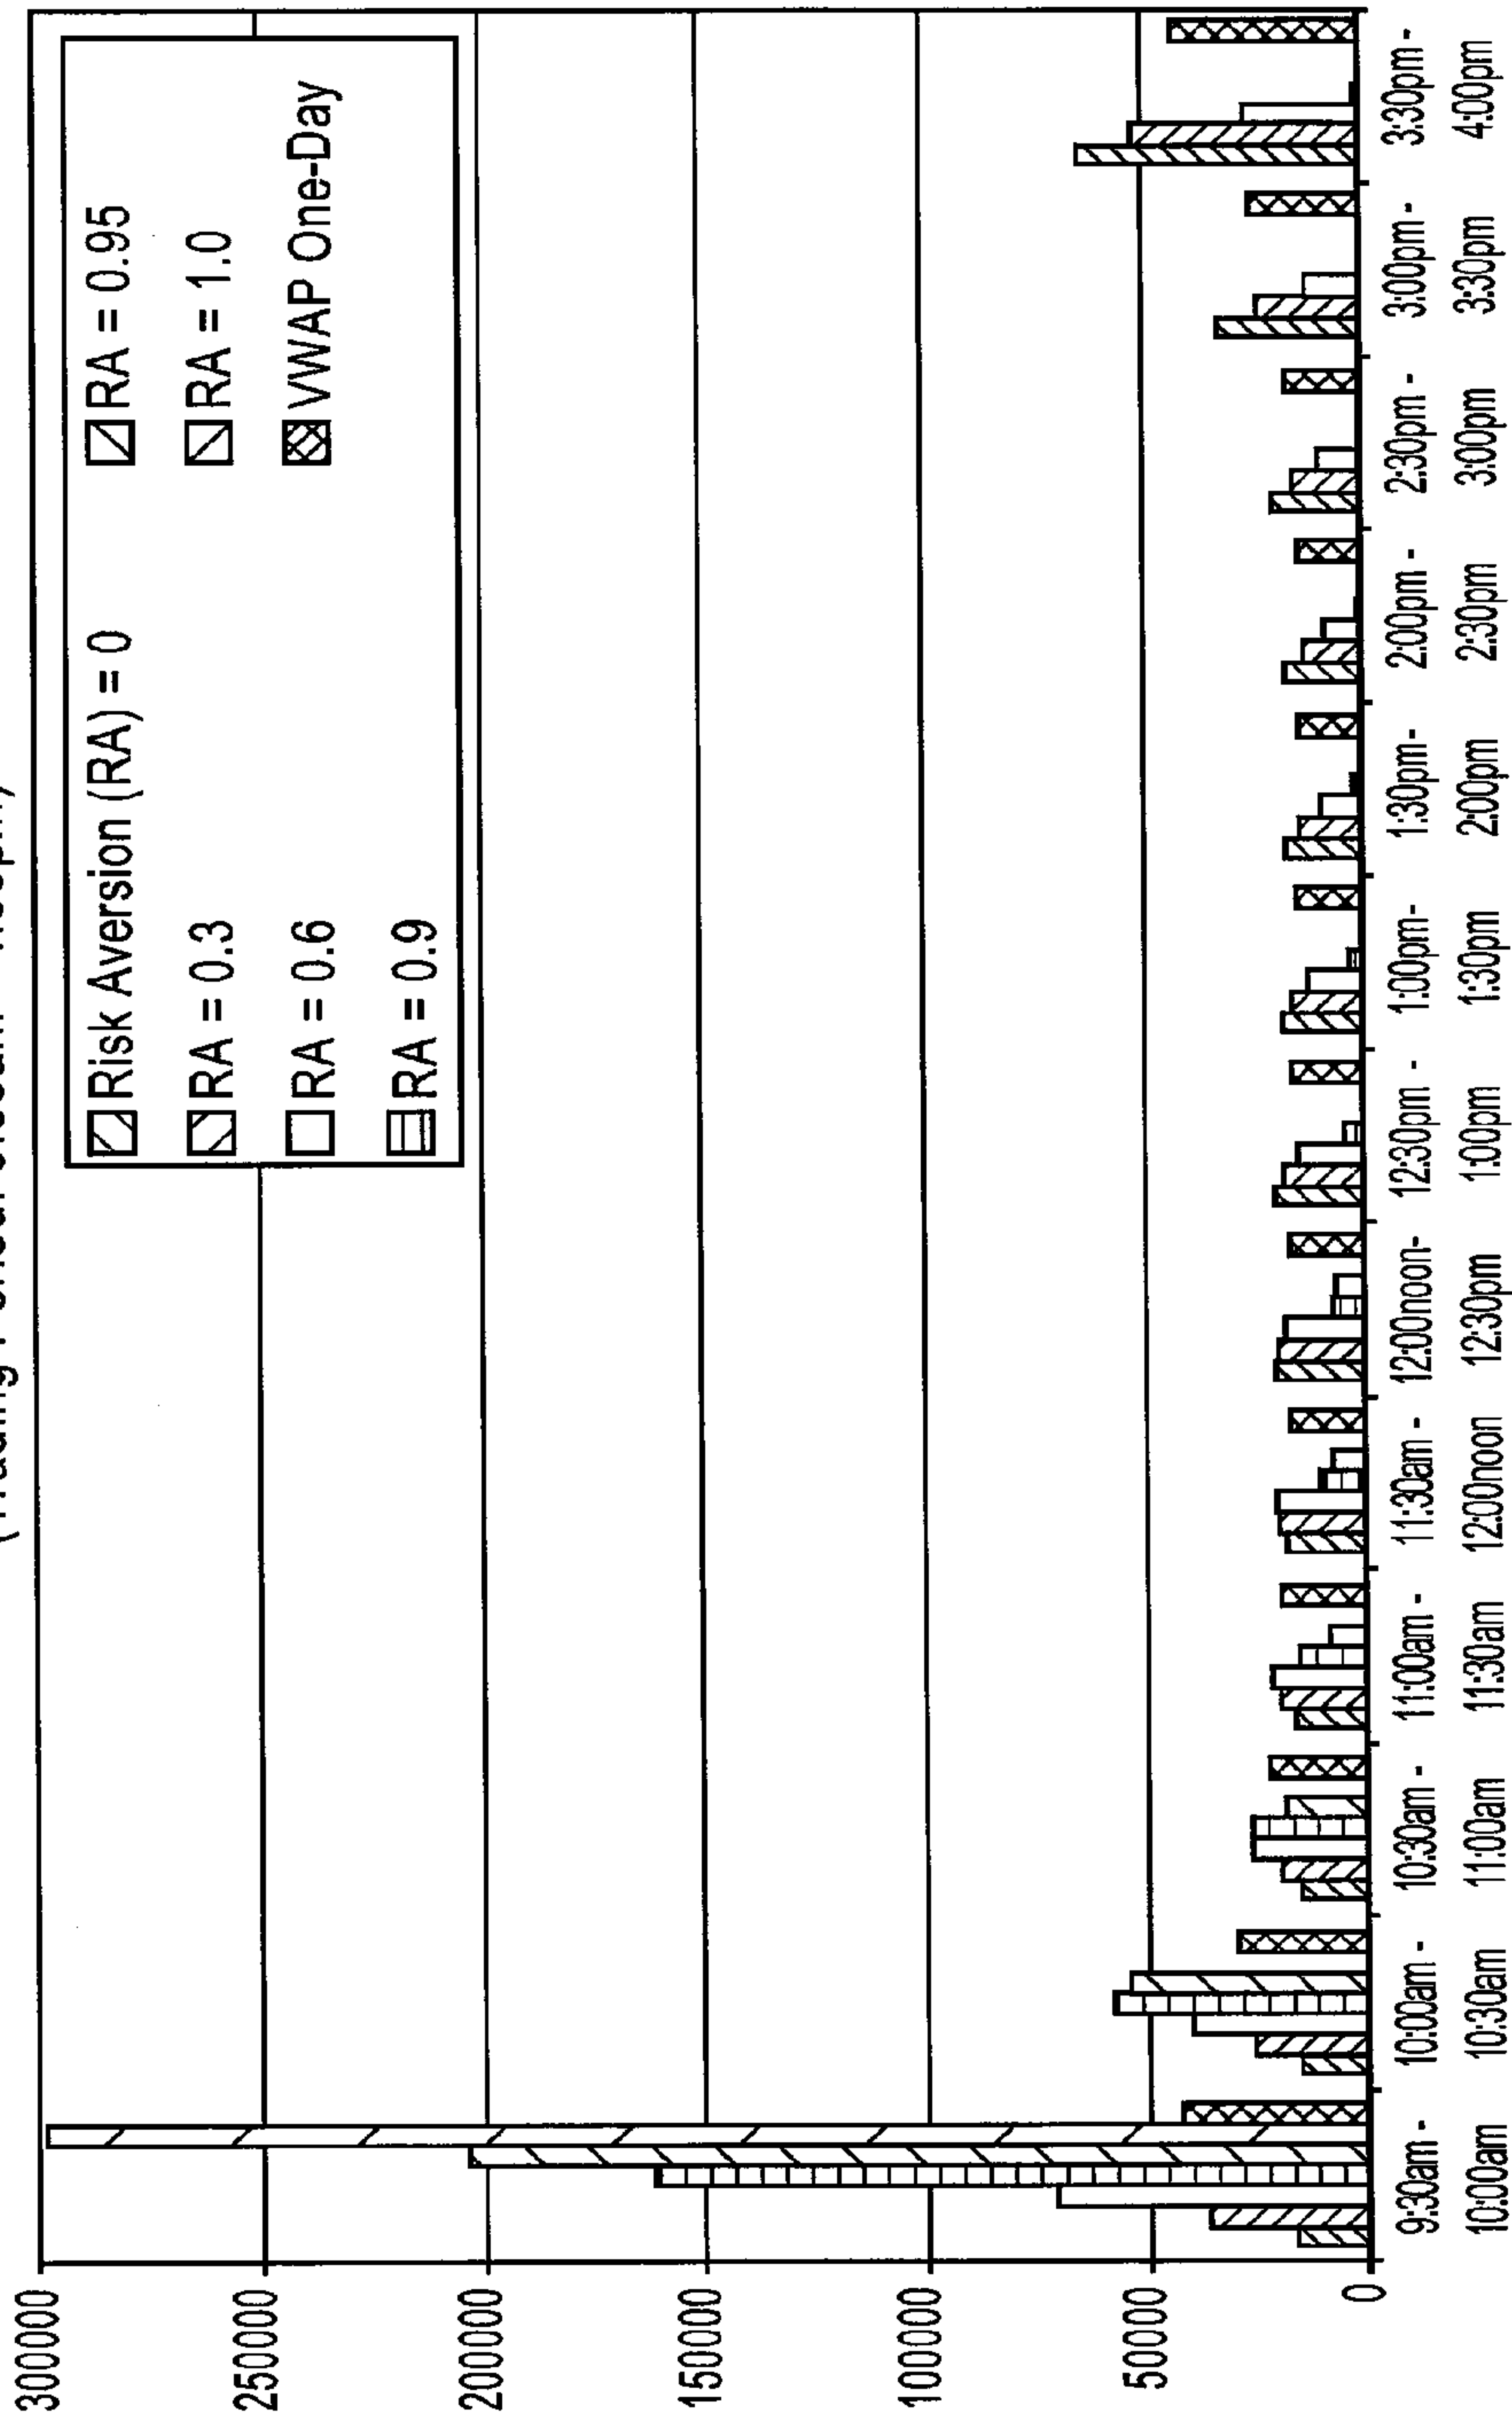 (Trading Period
300000
250000
200000
150000
100000
50000
0
Risk Aversion (RA) = 0
RA = 0.3
RA = 0.6
RA = 0.9
RA = 0.95
RA = 1.0
VWAP One-Day
9:30am - 10:00am - 10:30am - 11:00am - 11:30am - 12:00noon- 12:30pm - 1:00pm- 1:30pm- 2:00pm - 2:30pm - 3:00pm - 3:30pm -
10:00am 10:30am 11:00am 11:30am 12:00noon 12:30pm 1:00pm 1:30pm 2:00pm 2:30pm 3:00pm 3:30pm 4:00pm